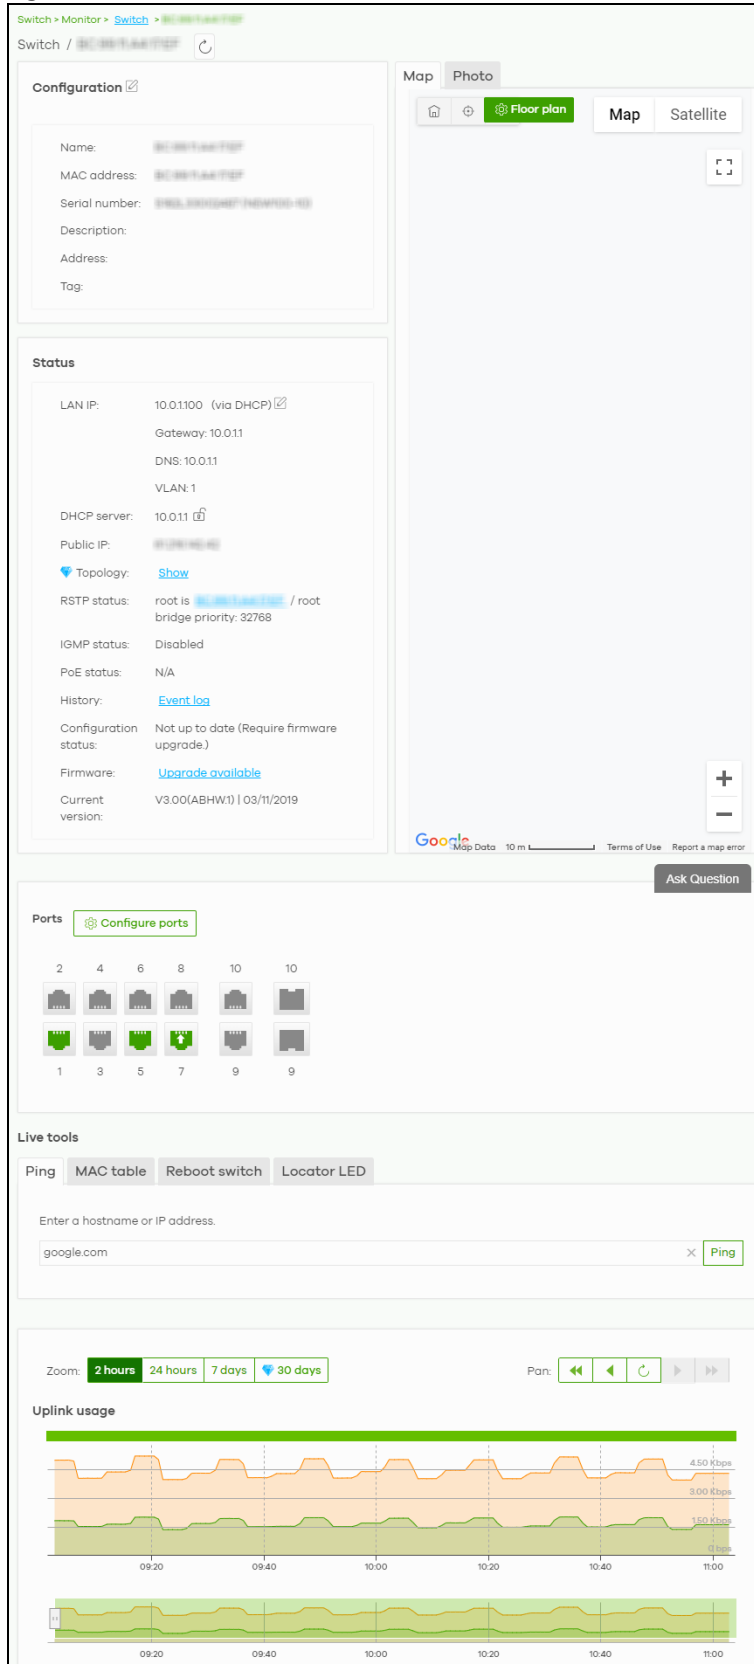 Switch > Monitor > Switch >
Switch /
Configuration
Name:
MAC address:
Serial number:
Description:
Address:
Tag:
Map Photo
Floor plan
Map Satellite
Status
LAN IP: 10.0.1.100 (via DHCP)
Gateway: 10.0.1.1
DNS: 10.0.1.1
VLAN: 1
DHCP server: 10.0.1.1
Public IP:
Topology: Show
RSTP status: root is / root
bridge priority: 32768
IGMP status: Disabled
PoE status: N/A
History: Event log
Configuration status: Not up to date (Require firmware upgrade.)
Firmware: Upgrade available
Current version: V3.00(ABHW.1) | 03/11/2019
Google Map Data 10 m Terms of Use Report a map error
Ask Question
Ports Configure ports
2 4 6 8 10 10
1 3 5 7 9 9
Live tools
Ping MAC table Reboot switch Locator LED
Enter a hostname or IP address.
google.com × Ping
Zoom: 2 hours 24 hours 7 days 30 days Pan:
Uplink usage
4.50 Kbps
3.00 Kbps
1.50 Kbps
0 bps
09:20 09:40 10:00 10:20 10:40 11:00
09:20 09:40 10:00 10:20 10:40 11:00